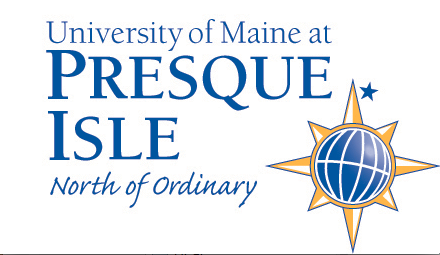 University of Maine at
PRESQUE
ISLE
North of Ordinary